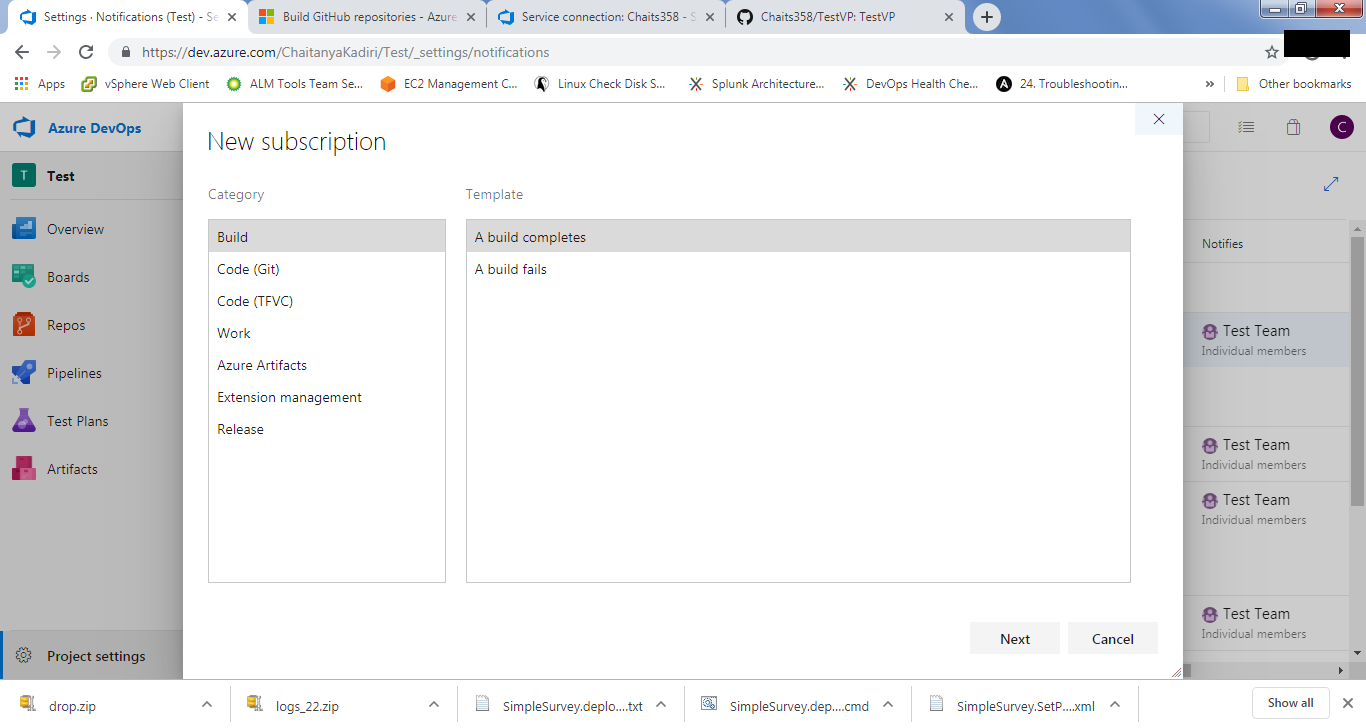 Settings · Notifications (Test) - Se
Build GitHub repositories - Azure
Service connection: Chaits358 - S
Chaits358/TestVP: TestVP
https://dev.azure.com/ChaitanyaKadiri/Test/_settings/notifications
Apps
vSphere Web Client
ALM Tools Team Se...
EC2 Management C...
Linux Check Disk S...
Splunk Architecture...
DevOps Health Che...
24. Troubleshootin...
»
Other bookmarks
Azure DevOps
C
T
Test
Overview
Boards
Repos
Pipelines
Test Plans
Artifacts
Project settings
New subscription
Category
Template
Build
Code (Git)
Code (TFVC)
Work
Azure Artifacts
Extension management
Release
A build completes
A build fails
Next
Cancel
Notifies
Test Team
Individual members
Test Team
Individual members
Test Team
Individual members
Test Team
Individual members
drop.zip
logs_22.zip
SimpleSurvey.deplo....txt
SimpleSurvey.dep....cmd
SimpleSurvey.SetP....xml
Show all